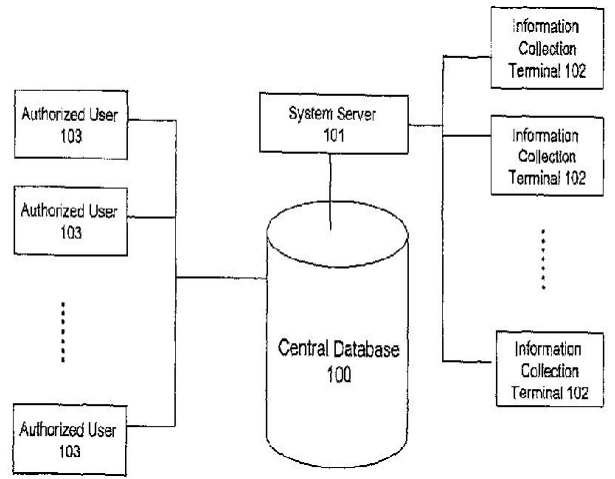 Information
Collection
Terminal 102
Authorized User
103
System Server
101
Information
Collection
Terminal 102
Authorized User
103
Central Database
100
Information
Collection
Terminal 102
Authorized User
103